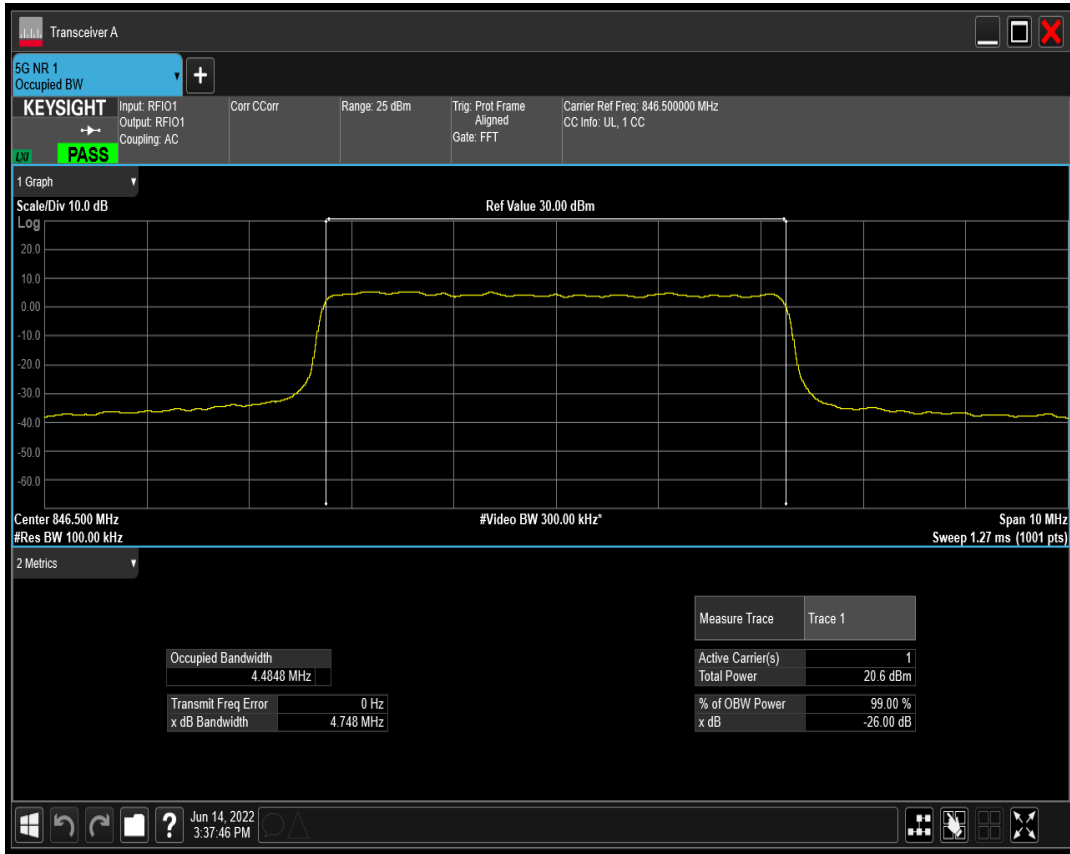 Transceiver A
5G NR 1
Occupied BW
+
KEYSIGHT
LXI
PASS
Input: RFIO1
Output: RFIO1
Coupling: AC
Corr CCorr
Range: 25 dBm
Trig: Prot Frame
Aligned
Gate: FFT
Carrier Ref Freq: 846.500000 MHz
CC Info: UL, 1 CC
1 Graph
Scale/Div 10.0 dB
Ref Value 30.00 dBm
Log
20.0
10.0
0.00
-10.0
-20.0
-30.0
-40.0
-50.0
-60.0
Center 846.500 MHz
#Video BW 300.00 kHz*
Span 10 MHz
#Res BW 100.00 kHz
Sweep 1.27 ms (1001 pts)
2 Metrics
Measure Trace Trace 1
Occupied Bandwidth
4.4848 MHz
Active Carrier(s) 1
Total Power 20.6 dBm
Transmit Freq Error 0 Hz
x dB Bandwidth 4.748 MHz
% of OBW Power 99.00 %
x dB -26.00 dB
?
Jun 14, 2022
3:37:46 PM